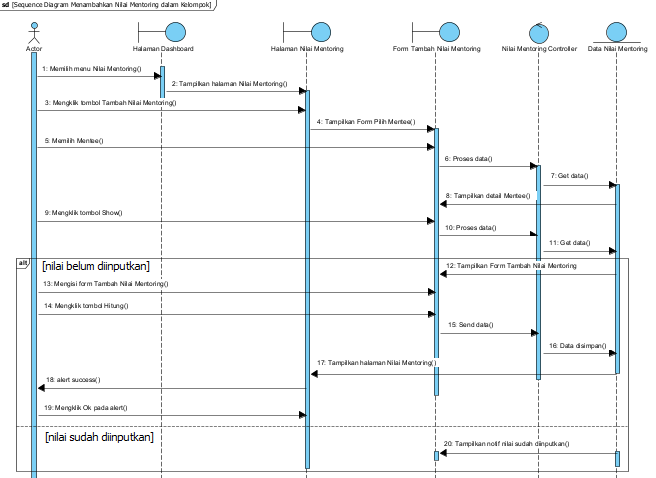 sd [Sequence Diagram Menambahkan Nilai Mentoring dalam Kelompok]
Actor
Halaman Dashboard
Halaman Nilai Mentoring
Form Tambah Nilai Mentoring
Nilai Mentoring Controller
Data Nilai Mentoring
1: Memilih menu Nilai Mentoring()
2: Tampilkan halaman Nilai Mentoring()
3: Mengklik tombol Tambah Nilai Mentoring()
4: Tampilkan Form Pilih Mentee()
5: Memilih Mentee()
6: Proses data()
7: Get data()
8: Tampilkan detail Mentee()
9: Mengklik tombol Show()
10: Proses data()
11: Get data()
alt
[nilai belum diinputkan]
12: Tampilkan Form Tambah Nilai Mentoring
13: Mengisi form Tambah Nilai Mentoring()
14: Mengklik tombol Hitung()
15: Send data()
16: Data disimpan()
17: Tampilkan halaman Nilai Mentoring()
18: alert success()
19: Mengklik Ok pada alert()
[nilai sudah diinputkan]
20: Tampilkan notif nilai sudah diinputkan()